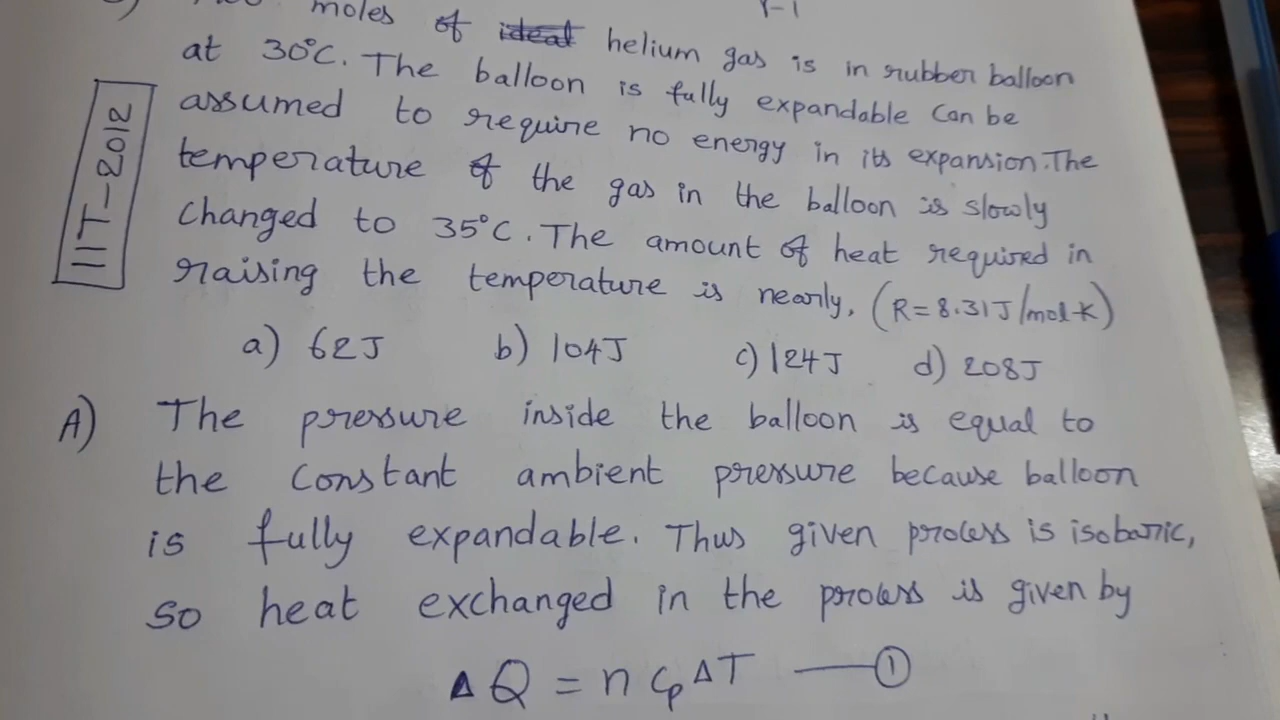 moles of ideal helium gas is in rubber balloon
γ-1
at 30°C. The balloon is fully expandable can be
assumed to require no energy in its expansion. The
temperature of the gas in the balloon is slowly
changed to 35°C. The amount of heat required in
raising the temperature is nearly. (R=8.31J/mol-K)
IIT-2012
a) 62J b) 104J c) 124J d) 208J
A) The pressure inside the balloon is equal to
the constant ambient pressure because balloon
is fully expandable. Thus given process is isobaric,
so heat exchanged in the process is given by
ΔQ = n Cp ΔT —— ①